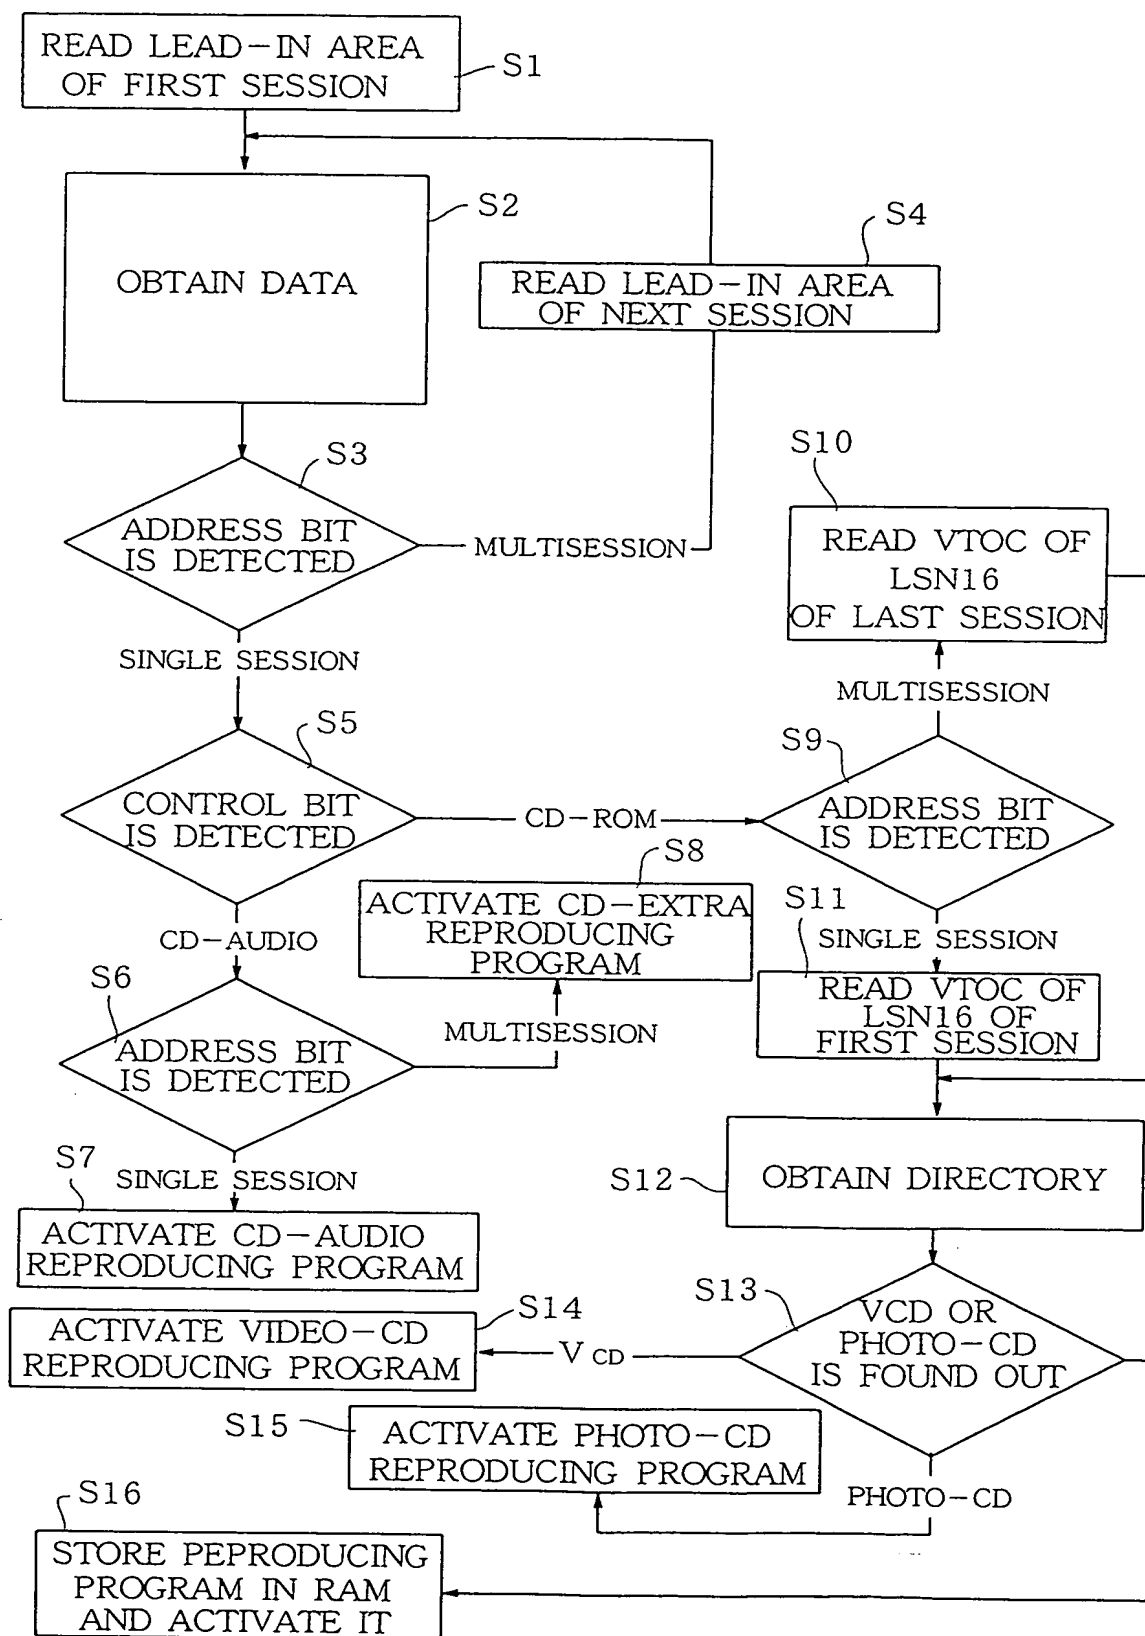 READ LEAD-IN AREA
OF FIRST SESSION
S1
OBTAIN DATA
S2
S4
READ LEAD-IN AREA
OF NEXT SESSION
S3
ADDRESS BIT
IS DETECTED
MULTISESSION
S10
READ VTOC OF
LSN16
OF LAST SESSION
SINGLE SESSION
MULTISESSION
S5
CONTROL BIT
IS DETECTED
CD-ROM
S9
ADDRESS BIT
IS DETECTED
S8
ACTIVATE CD-EXTRA
REPRODUCING
PROGRAM
CD-AUDIO
S11
SINGLE SESSION
READ VTOC OF
LSN16 OF
FIRST SESSION
S6
ADDRESS BIT
IS DETECTED
MULTISESSION
S7
SINGLE SESSION
ACTIVATE CD-AUDIO
REPRODUCING PROGRAM
S12
OBTAIN DIRECTORY
S13
VCD OR
PHOTO-CD
IS FOUND OUT
S14
ACTIVATE VIDEO-CD
REPRODUCING PROGRAM
VCD
S15
ACTIVATE PHOTO-CD
REPRODUCING PROGRAM
PHOTO-CD
S16
STORE PEPRODUCING
PROGRAM IN RAM
AND ACTIVATE IT